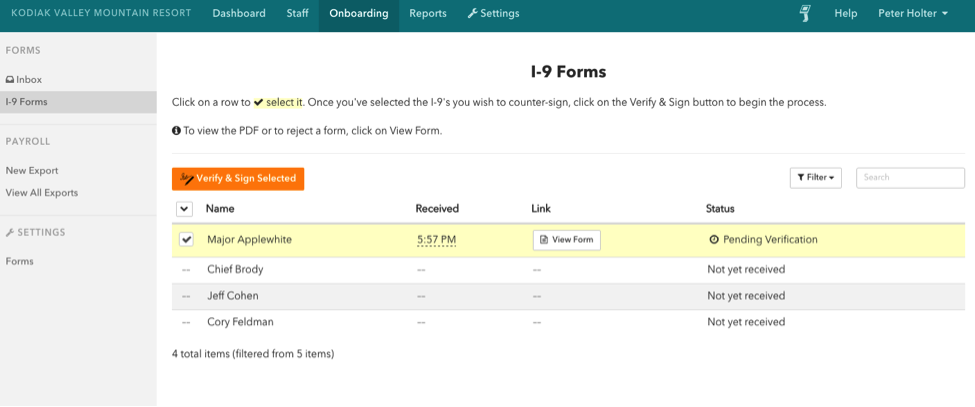 KODIAK VALLEY MOUNTAIN RESORT Dashboard Staff Onboarding Reports Settings Help Peter Holter
FORMS
Inbox
I-9 Forms
PAYROLL
New Export
View All Exports
SETTINGS
Forms
I-9 Forms
Click on a row to select it. Once you've selected the I-9's you wish to counter-sign, click on the Verify & Sign button to begin the process.
To view the PDF or to reject a form, click on View Form.
Verify & Sign Selected Filter Search
Name Received Link Status
Major Applewhite 5:57 PM View Form Pending Verification
-- Chief Brody -- -- Not yet received
-- Jeff Cohen -- -- Not yet received
-- Cory Feldman -- -- Not yet received
4 total items (filtered from 5 items)